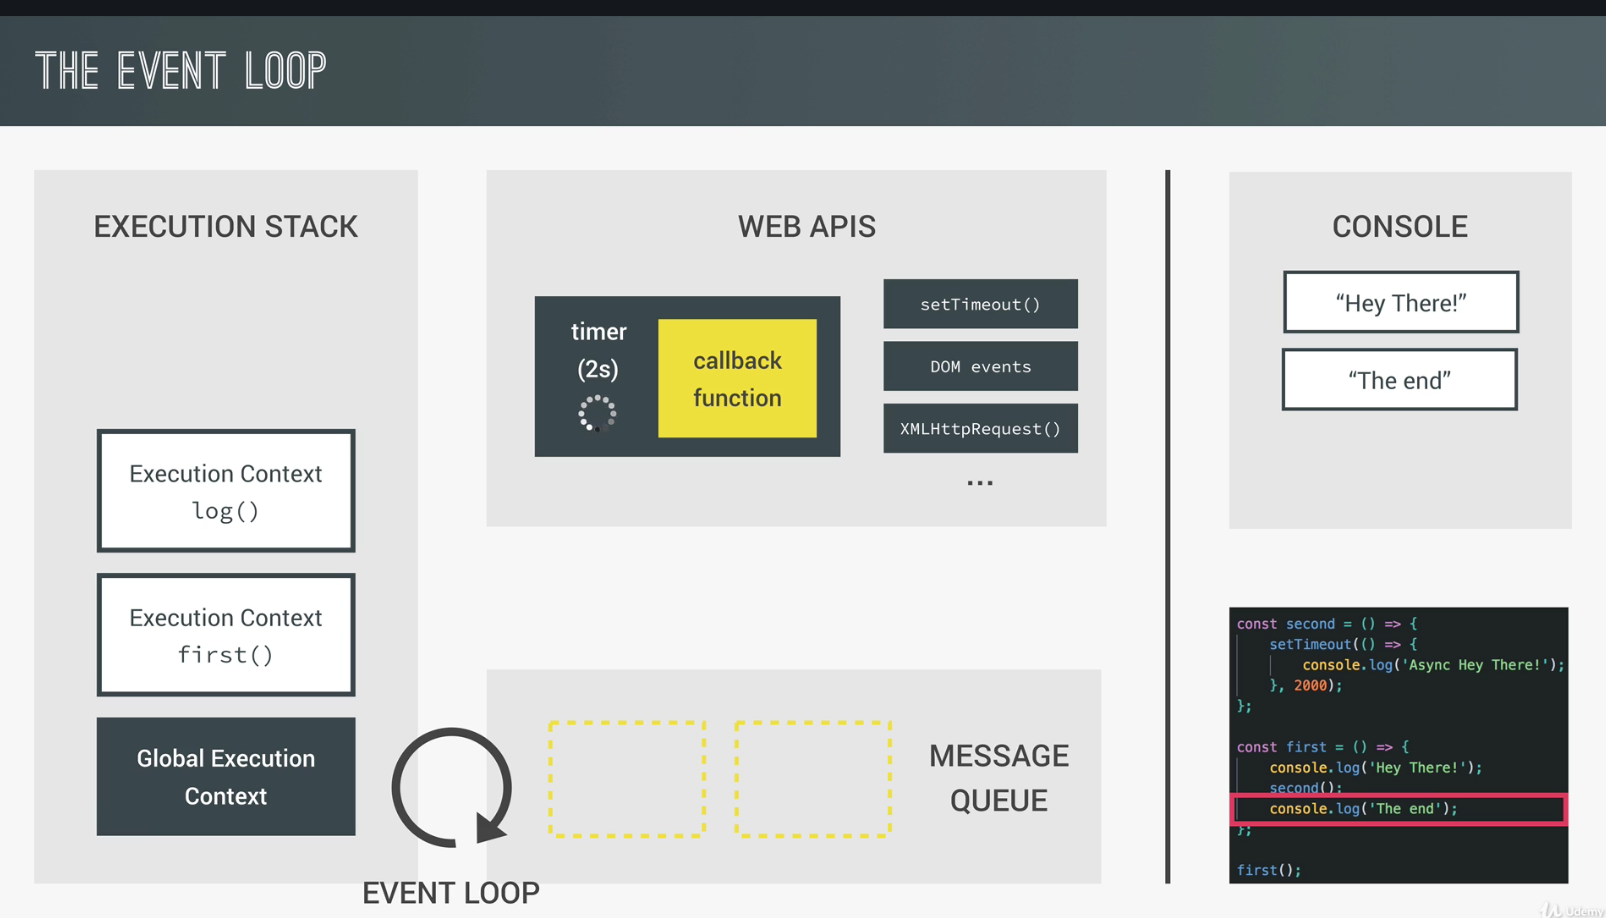 THE EVENT LOOP
EXECUTION STACK
Execution Context
log()
Execution Context
first()
Global Execution
Context
EVENT LOOP
WEB APIS
timer
(2s)
callback
function
setTimeout()
DOM events
XMLHttpRequest()
...
MESSAGE
QUEUE
CONSOLE
“Hey There!”
“The end”
const second = () => {
setTimeout(() => {
console.log('Async Hey There!');
}, 2000);
};
const first = () => {
console.log('Hey There!');
second();
console.log('The end');
};
first();
Udemy